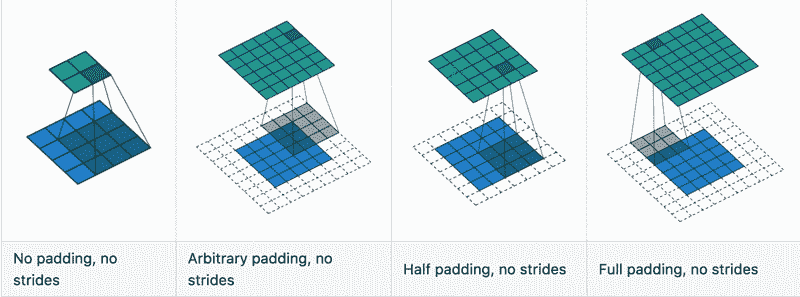 No padding, no
strides
Arbitrary padding, no
strides
Half padding, no strides
Full padding, no strides